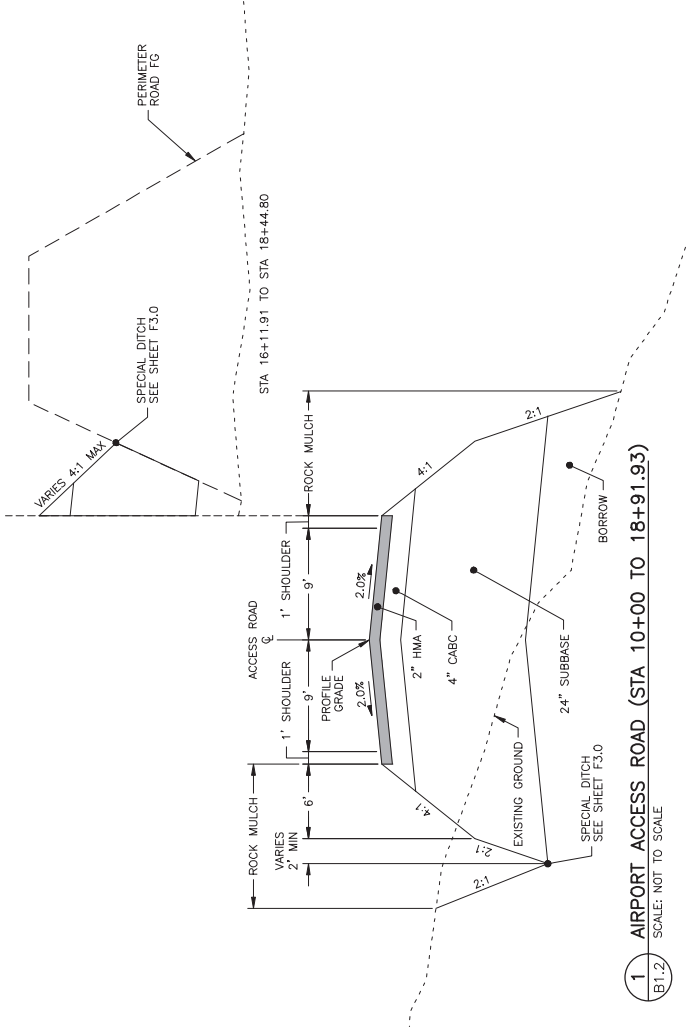 PERIMETER
ROAD FG
SPECIAL DITCH
SEE SHEET F3.0
VARIES 4:1 MAX
STA 16+11.91 TO STA 18+44.80
ROCK MULCH
VARIES
2' MIN
6'
1' SHOULDER
9'
ACCESS ROAD
℄
9'
1' SHOULDER
ROCK MULCH
PROFILE
GRADE
2.0%
2.0%
2" HMA
4" CABC
24" SUBBASE
4:1
4:1
2:1
2:1
2:1
EXISTING GROUND
SPECIAL DITCH
SEE SHEET F3.0
BORROW
1
B1.2
AIRPORT ACCESS ROAD (STA 10+00 TO 18+91.93)
SCALE: NOT TO SCALE